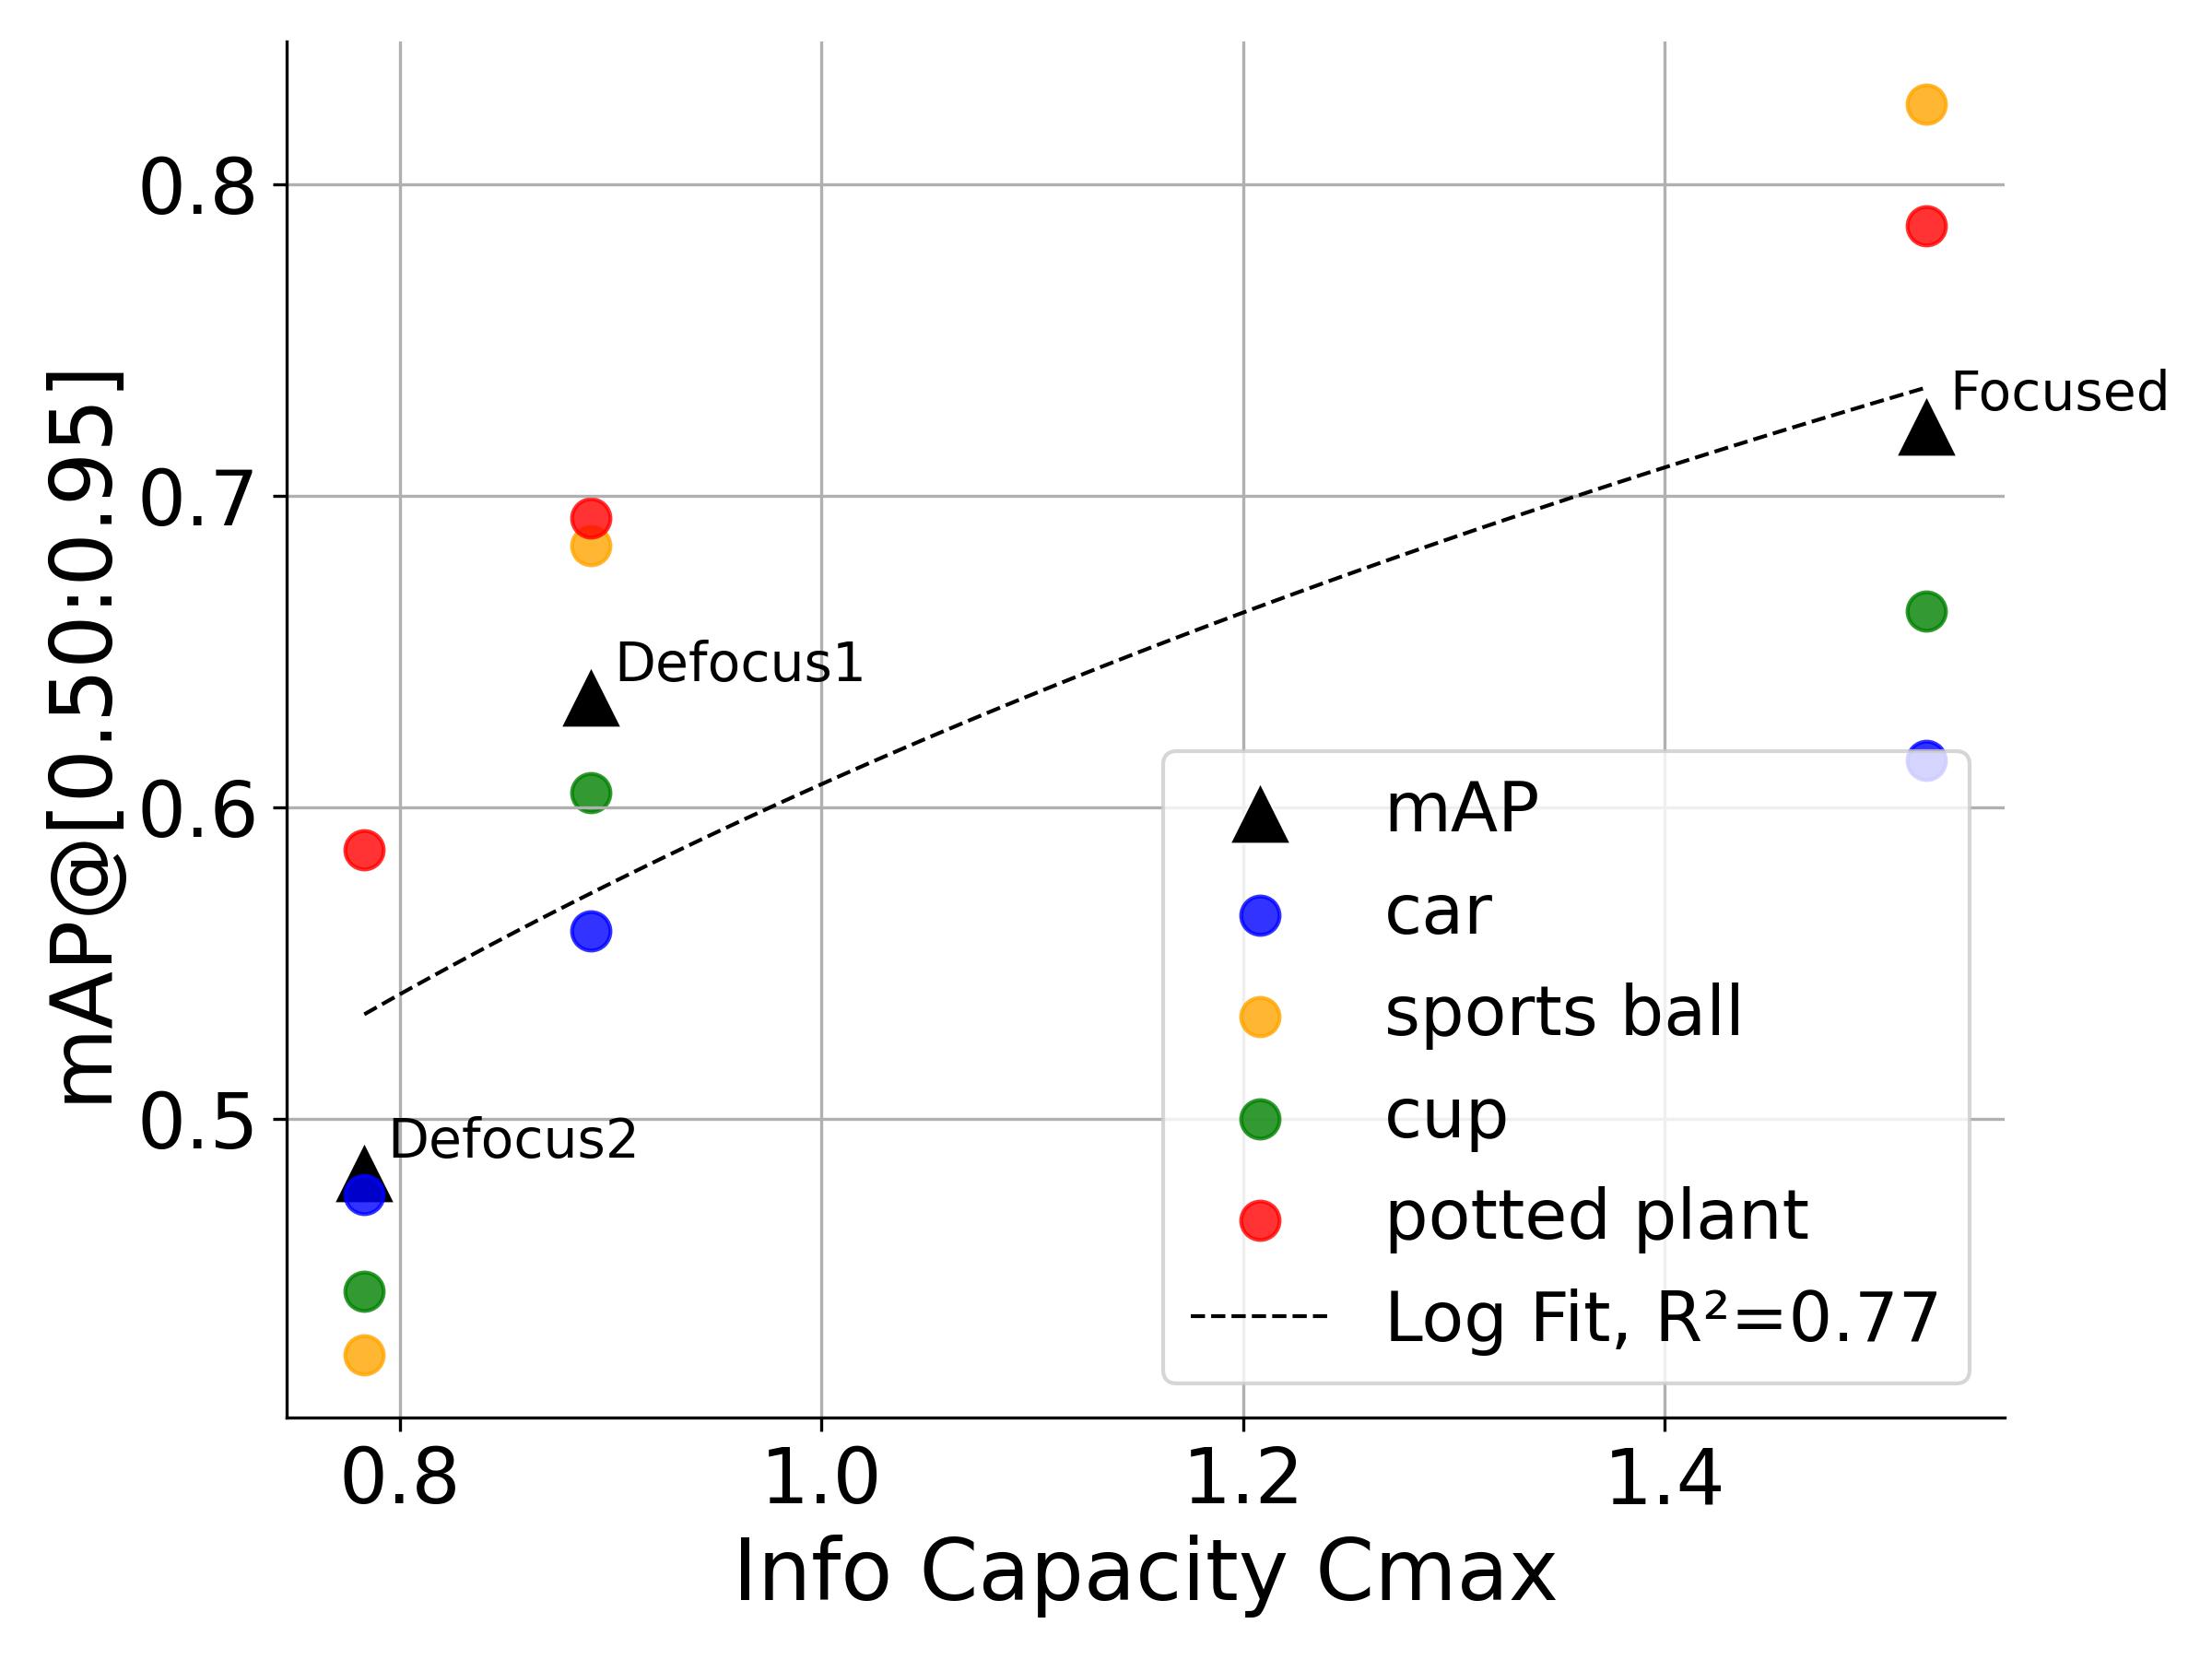 mAP@[0.50:0.95]
0.8
0.7
0.6
0.5
Focused
Defocus1
Defocus2
mAP
car
sports ball
cup
potted plant
Log Fit, R²=0.77
0.8 1.0 1.2 1.4
Info Capacity Cmax